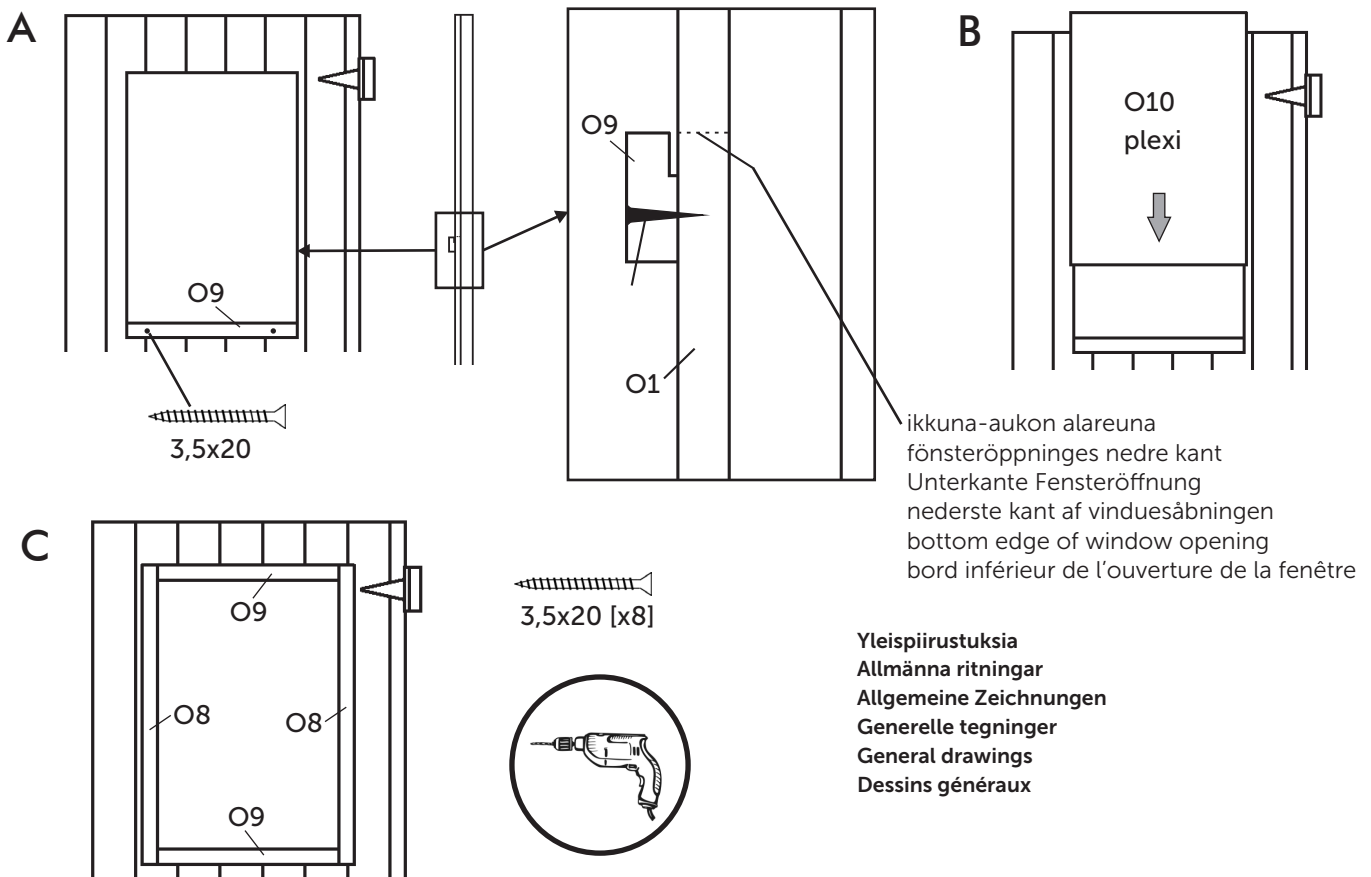 A
O9
3,5x20
O9
O1
B
O10
plexi
ikkuna-aukon alareuna
fönsteröppninges nedre kant
Unterkante Fensteröffnung
nederste kant af vinduesåbningen
bottom edge of window opening
bord inférieur de l'ouverture de la fenêtre
C
O9
O8
O8
O9
3,5x20 [x8]
Yleispiirustuksia
Allmänna ritningar
Allgemeine Zeichnungen
Generelle tegninger
General drawings
Dessins généraux